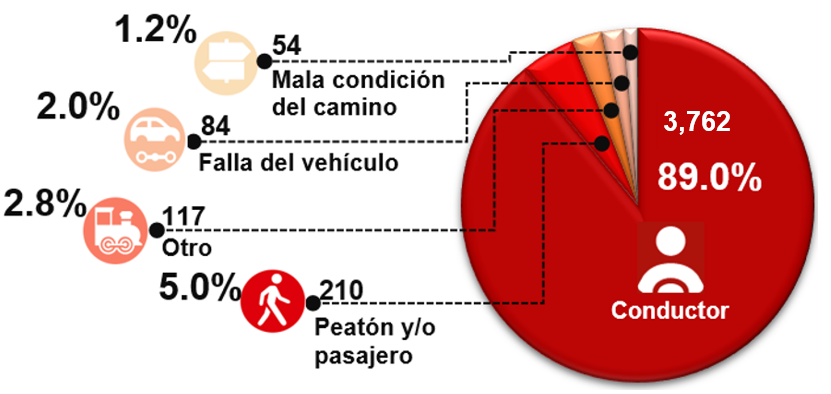 1.2%
54
Mala condición
del camino
2.0%
84
Falla del vehículo
2.8%
117
Otro
5.0%
210
Peatón y/o
pasajero
3,762
89.0%
Conductor